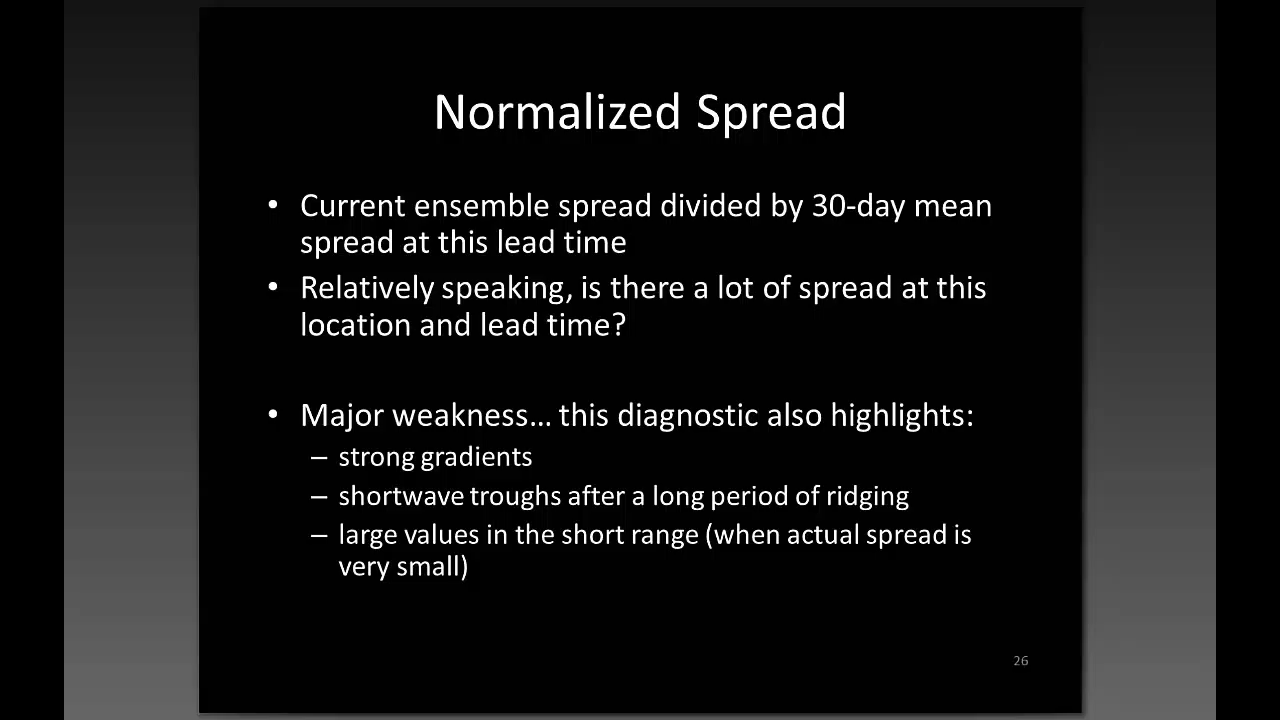 Normalized Spread
• Current ensemble spread divided by 30-day mean
spread at this lead time
• Relatively speaking, is there a lot of spread at this
location and lead time?
• Major weakness… this diagnostic also highlights:
– strong gradients
– shortwave troughs after a long period of ridging
– large values in the short range (when actual spread is
very small)
26